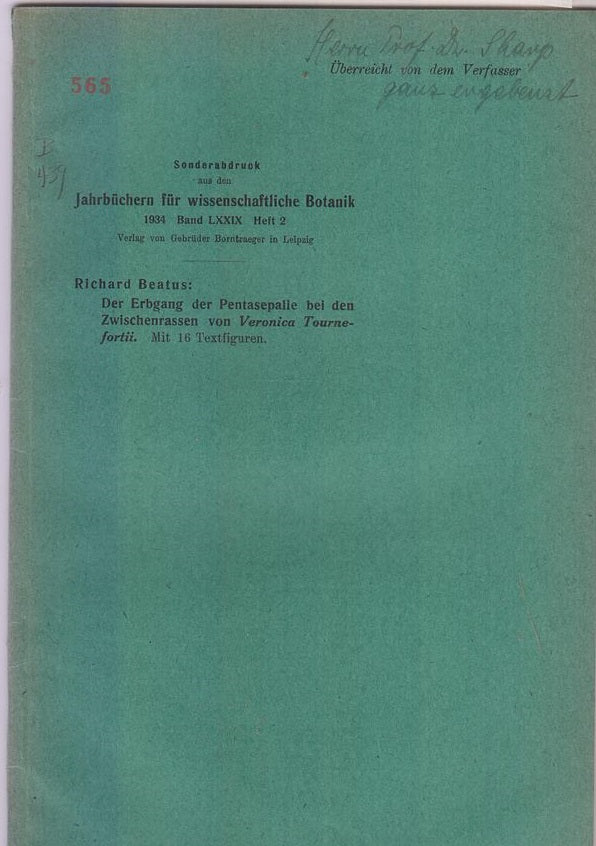 Herrn Prof. Dr. Sharp
Überreicht von dem Verfasser
ganz ergebenst
565
Sonderabdruck
aus den
Jahrbüchern für wissenschaftliche Botanik
1934 Band LXXIX Heft 2
Verlag von Gebrüder Borntraeger in Leipzig
Richard Beatus:
Der Erbgang der Pentasepalie bei den
Zwischenrassen von Veronica Tourne-
fortii. Mit 16 Textfiguren.